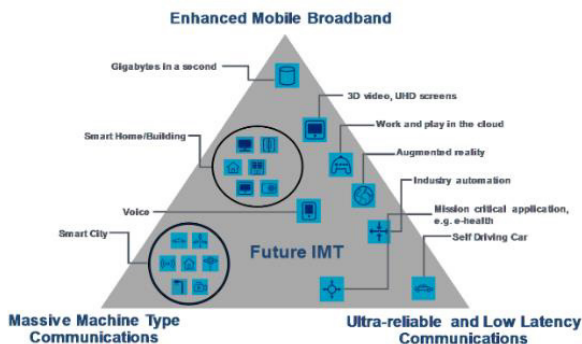 Enhanced Mobile Broadband
Gigabytes in a second
3D video, UHD screens
Work and play in the cloud
Smart Home/Building
Augmented reality
Industry automation
Voice
Mission critical application,
e.g. e-health
Smart City
Self Driving Car
Future IMT
Massive Machine Type
Communications
Ultra-reliable and Low Latency
Communications